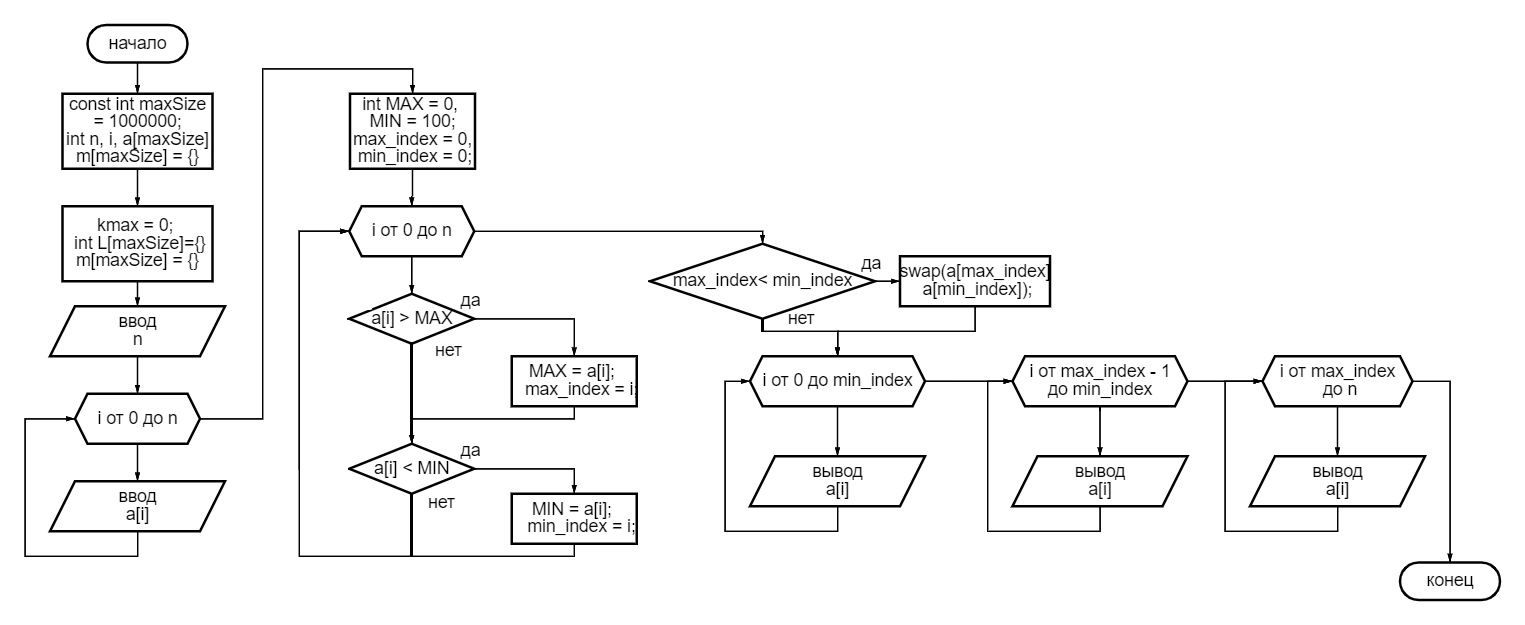 начало
const int maxSize
= 1000000;
int n, i, a[maxSize]
m[maxSize] = {}
kmax = 0;
int L[maxSize]={}
m[maxSize] = {}
ввод
n
i от 0 до n
ввод
a[i]
int MAX = 0,
MIN = 100;
max_index = 0,
min_index = 0;
i от 0 до n
a[i] > MAX
да
нет
MAX = a[i];
max_index = i;
a[i] < MIN
да
нет
MIN = a[i];
min_index = i;
max_index< min_index
да
нет
swap(a[max_index]
a[min_index]);
i от 0 до min_index
вывод
a[i]
i от max_index - 1
до min_index
вывод
a[i]
i от max_index
до n
вывод
a[i]
конец